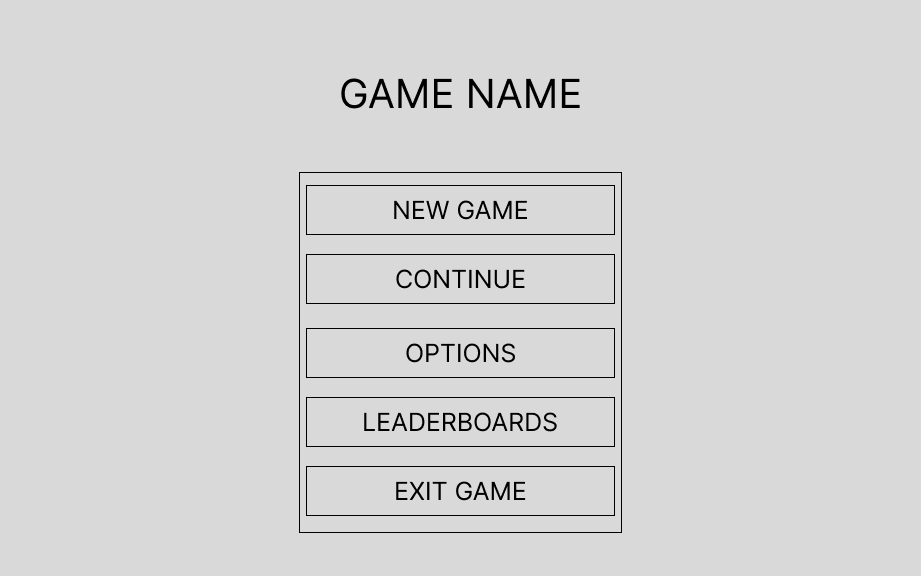 GAME NAME
NEW GAME
CONTINUE
OPTIONS
LEADERBOARDS
EXIT GAME